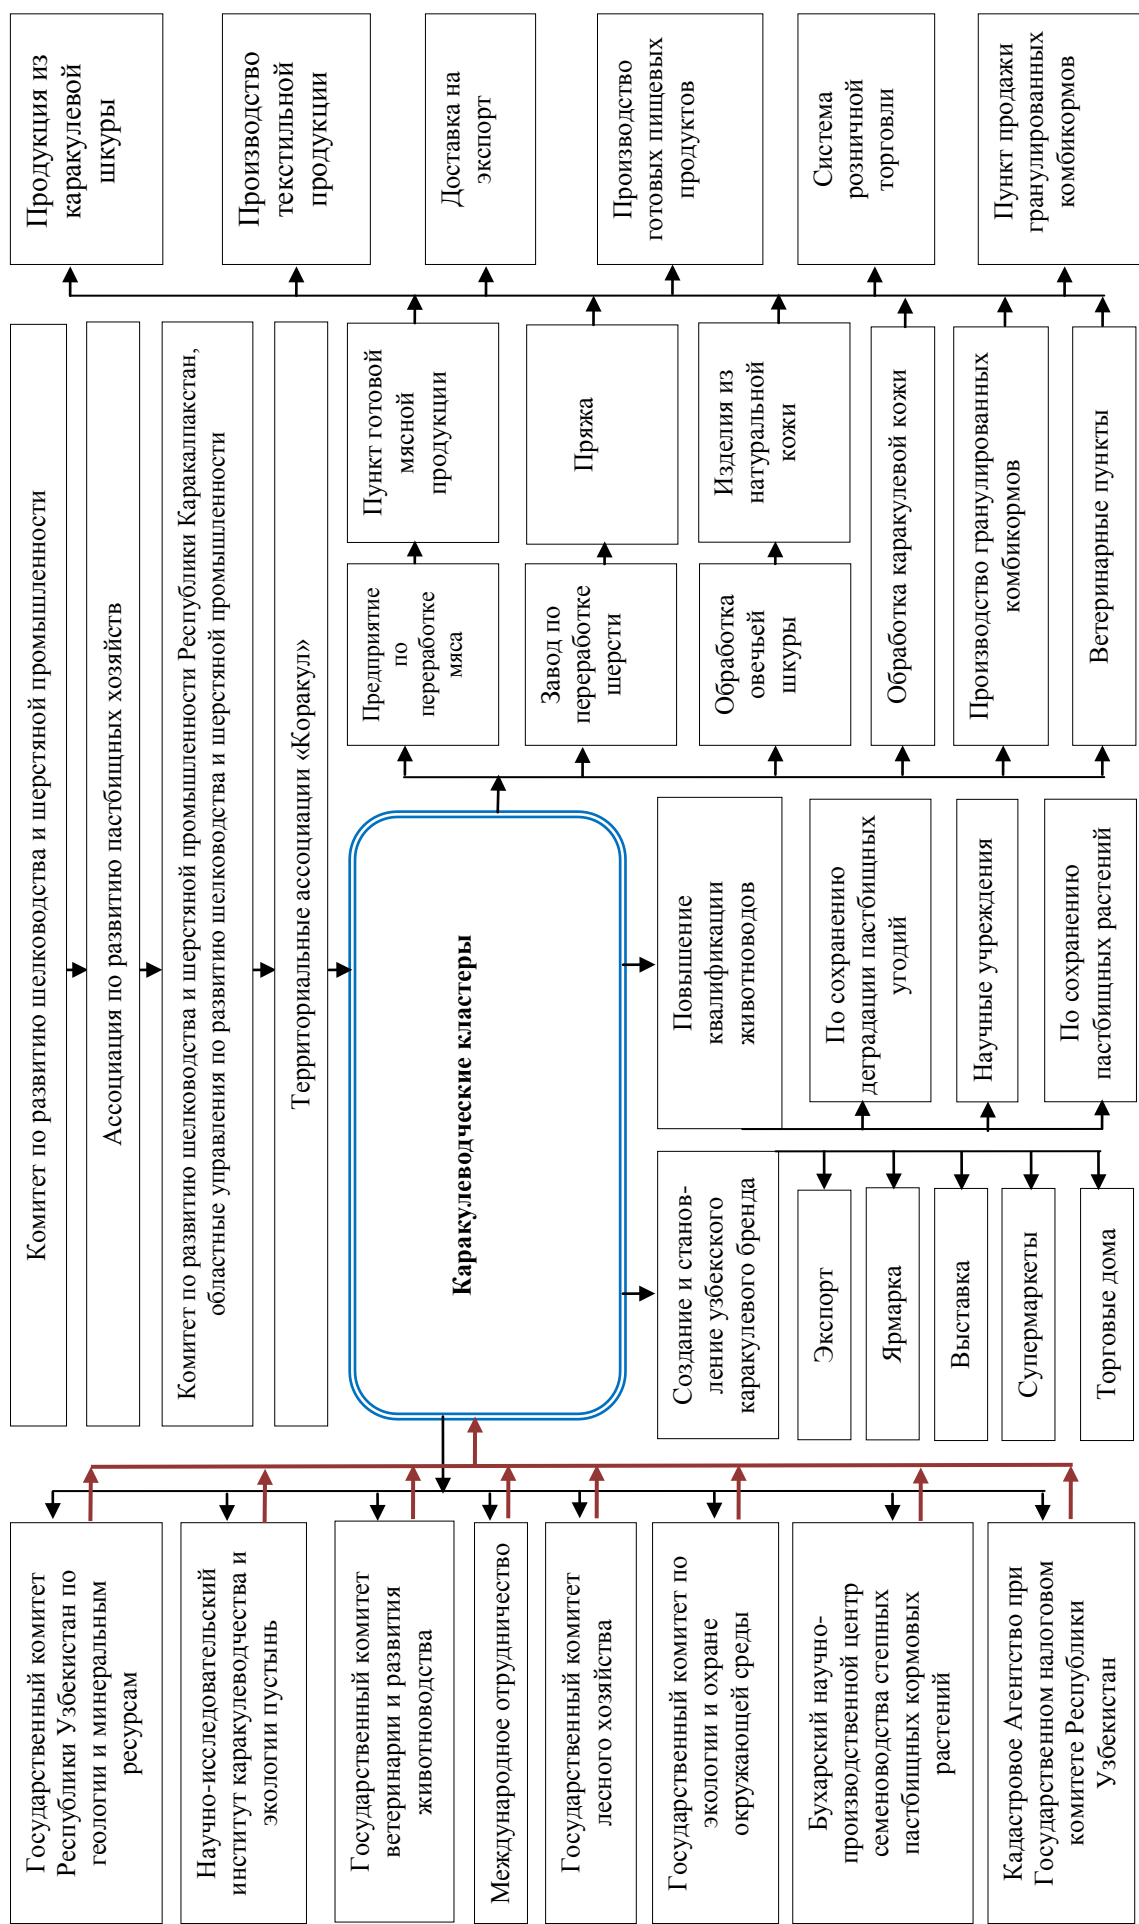 Комитет по развитию шелководства и шерстяной промышленности
Ассоциация по развитию пастбищных хозяйств
Комитет по развитию шелководства и шерстяной промышленности Республики Каракалпакстан,
областные управления по развитию шелководства и шерстяной промышленности
Территориальные ассоциации «Коракул»
Государственный комитет
Республики Узбекистан по
геологии и минеральным
ресурсам
Научно-исследовательский
институт каракулеводчества и
экологии пустынь
Государственный комитет
ветеринарии и развития
животноводства
Международное отрудничество
Государственный комитет
лесного хозяйства
Государственный комитет по
экологии и охране
окружающей среды
Бухарский научно-
производственной центр
семеноводства степных
пастбищных кормовых
растений
Кадастровое Агентство при
Государственном налоговом
комитете Республики
Узбекистан
Каракулеводческие кластеры
Создание и станов-
ление узбекского
каракулевого бренда
Экспорт
Ярмарка
Выставка
Супермаркеты
Торговые дома
Повышение
квалификации
животноводов
По сохранению
деградации пастбищных
угодий
Научные учреждения
По сохранению
пастбищных растений
Предприятие
по
переработке
мяса
Завод по
переработке
шерсти
Обработка
овечьей
шкуры
Обработка каракулевой кожи
Производство гранулированных
комбикормов
Ветеринарные пункты
Пункт готовой
мясной
продукции
Пряжа
Изделия из
натуральной
кожи
Продукция из
каракулевой
шкуры
Производство
текстильной
продукции
Доставка на
экспорт
Производство
готовых пищевых
продуктов
Система
розничной
торговли
Пункт продажи
гранулированных
комбикормов